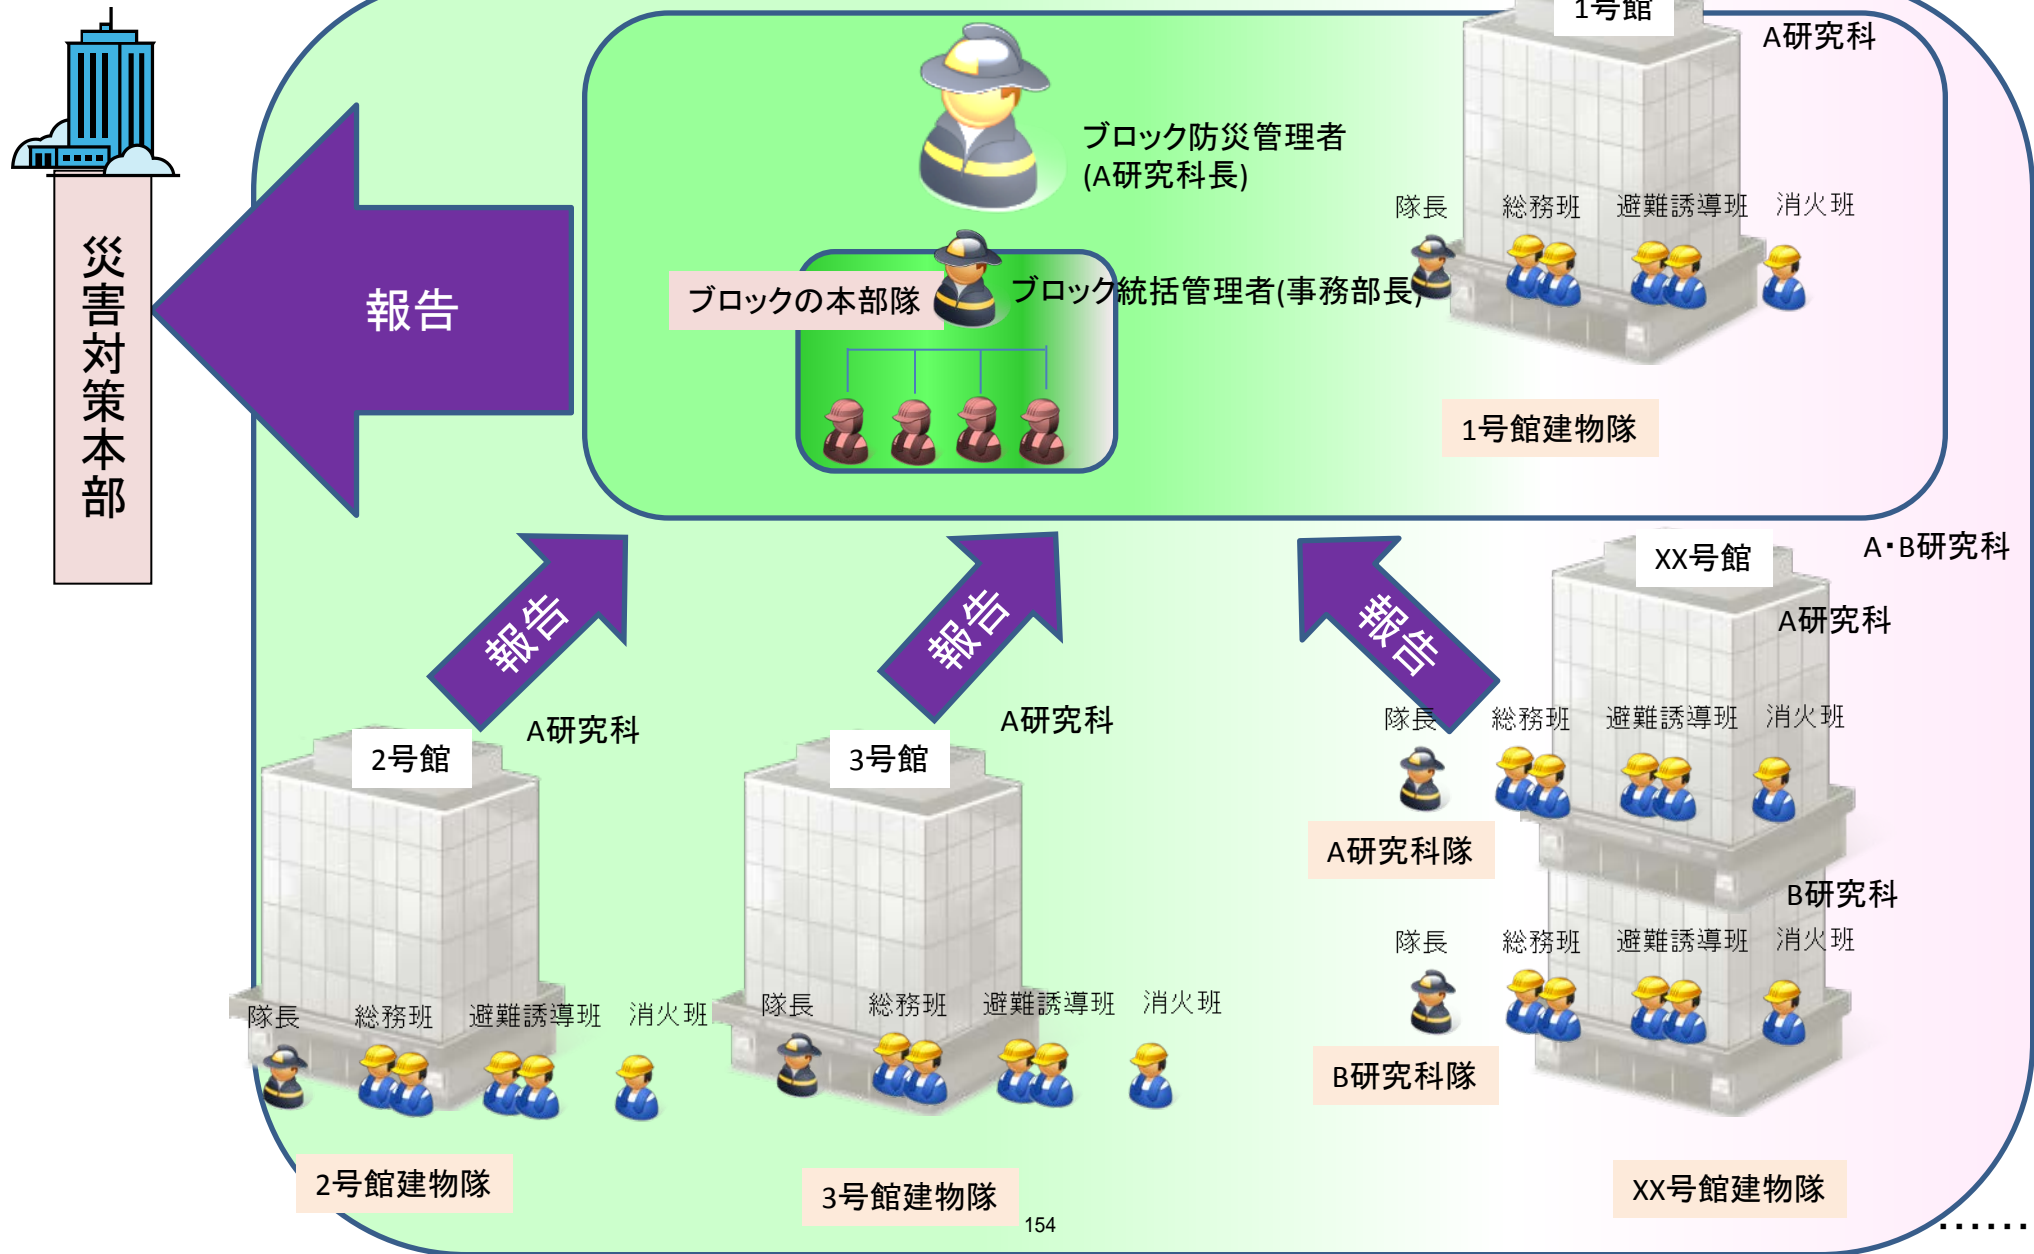 1号館
A研究科
ブロック防災管理者
(A研究科長)
隊長 総務班 避難誘導班 消火班
災害対策本部
報告
ブロックの本部隊
ブロック統括管理者(事務部長)
1号館建物隊
A・B研究科
XX号館
A研究科
報告
報告
報告
A研究科
A研究科
隊長 総務班 避難誘導班 消火班
2号館
3号館
A研究科隊
B研究科
隊長 総務班 避難誘導班 消火班
隊長 総務班 避難誘導班 消火班
隊長 総務班 避難誘導班 消火班
B研究科隊
2号館建物隊
3号館建物隊
XX号館建物隊
154
……